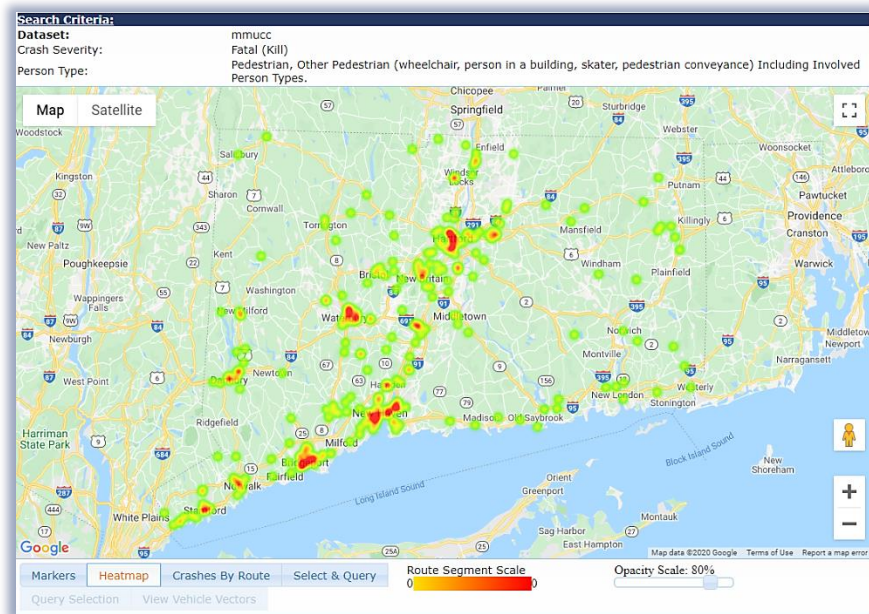 Search Criteria:
Dataset: mmucc
Crash Severity: Fatal (Kill)
Person Type: Pedestrian, Other Pedestrian (wheelchair, person in a building, skater, pedestrian conveyance) Including Involved
Person Types.
Map Satellite
Chicopee
Springfield
Palmer
Sturbridge
Webster
Woonsocket
Woodstock
Kingston
Salisbury
Sharon
Cornwall
Enfield
Windsor
Locks
Putnam
Attleboro
Pawtucket
Providence
Cranston
Killingly
Torrington
Mansfield
New Paltz
Poughkeepsie
Kent
Bristol
New Britain
Windham
Plainfield
Warwick
Wappingers
Falls
Washington
New Milford
Middletown
Newburgh
Norwich
Montville
Middletown
Newport
Narragansett
West Point
Newtown
Ridgefield
New London
Westerly
Stonington
Madison
Old Saybrook
Harriman
State Park
Milford
Fairfield
Block Island Sound
New
Shoreham
Long Island Sound
Orient
Greenport
White Plains
Montauk
Sag Harbor
East Hampton
Google
Map data ©2020 Google Terms of Use Report a map error
Markers Heatmap Crashes By Route Select & Query
Route Segment Scale
0 0
Opacity Scale: 80%
Query Selection View Vehicle Vectors